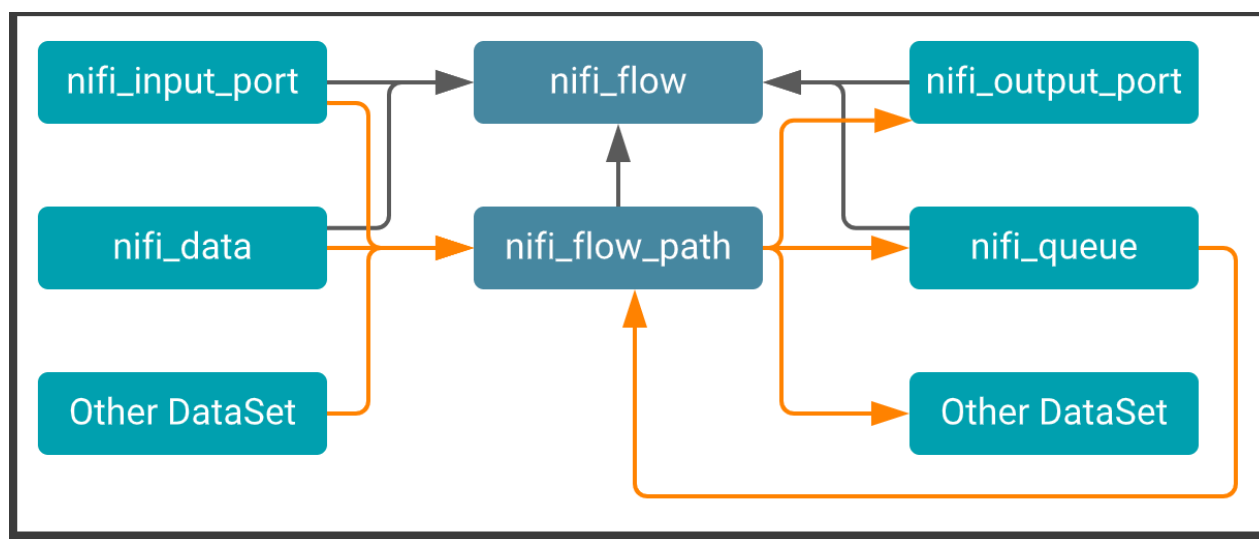 nifi_input_port
nifi_flow
nifi_output_port
nifi_data
nifi_flow_path
nifi_queue
Other DataSet
Other DataSet